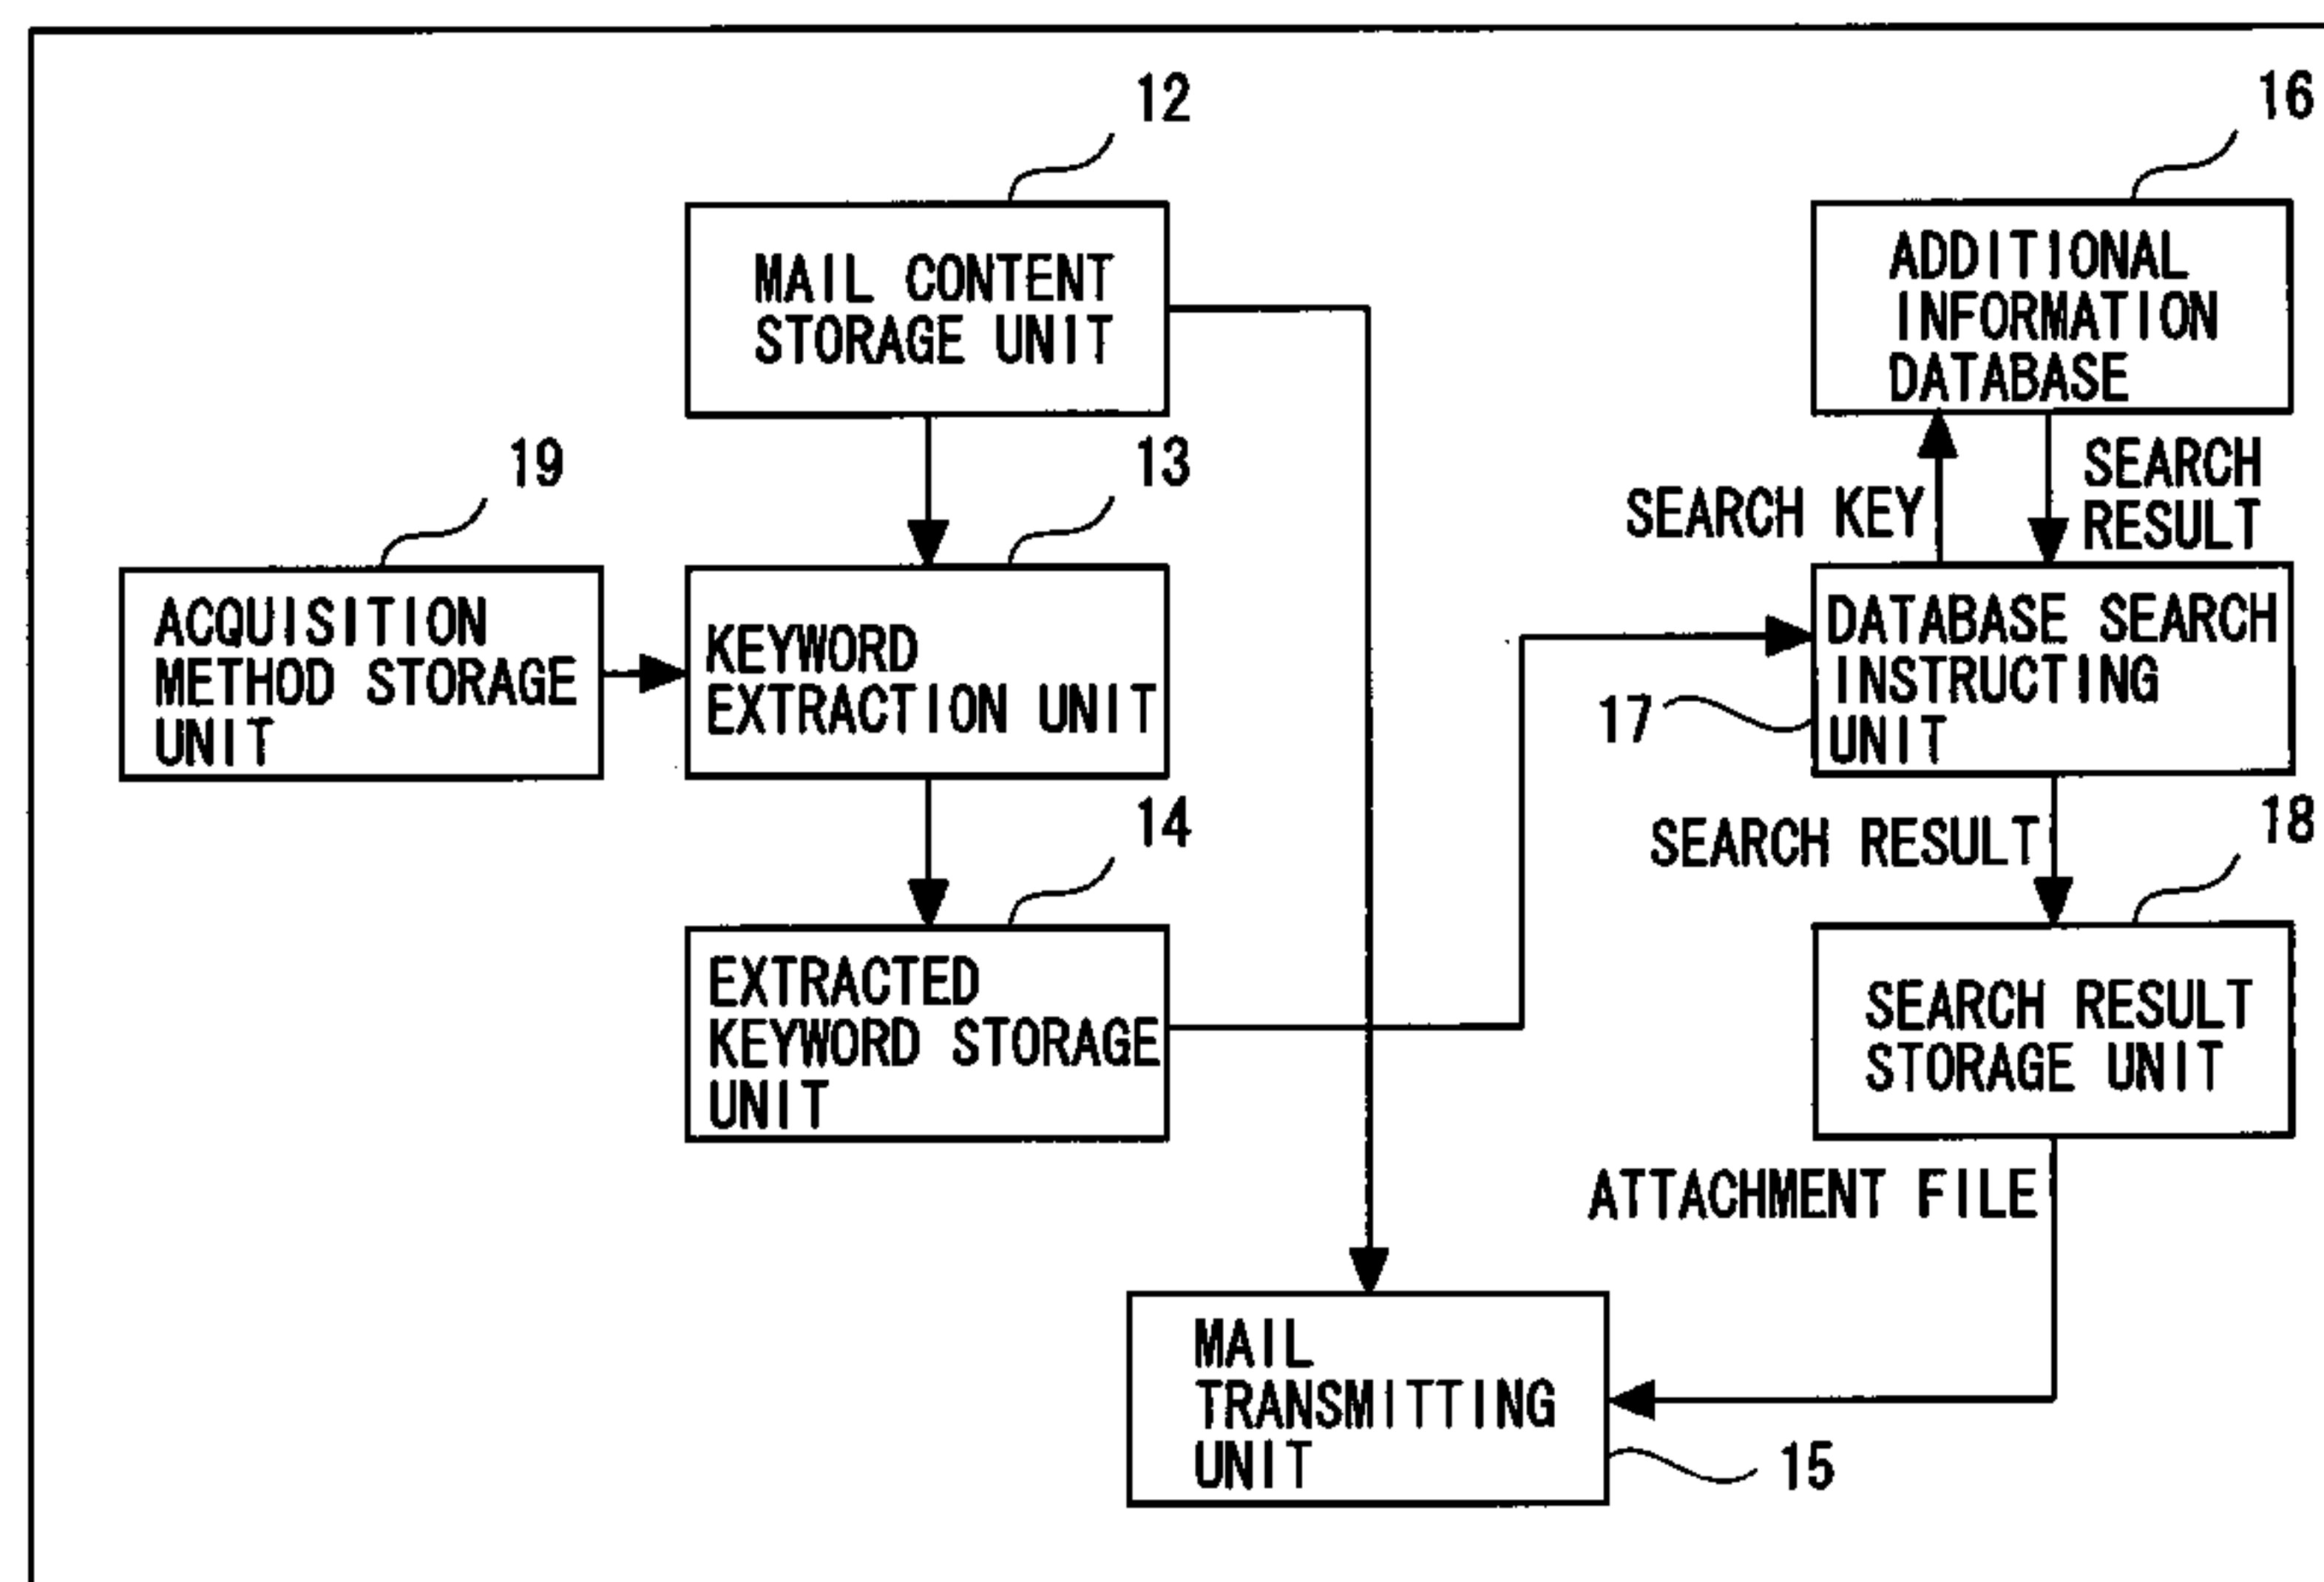 12
16
MAIL CONTENT
STORAGE UNIT
ADDITIONAL
INFORMATION
DATABASE
19
13
SEARCH KEY
SEARCH
RESULT
ACQUISITION
METHOD STORAGE
UNIT
KEYWORD
EXTRACTION UNIT
DATABASE SEARCH
INSTRUCTING
UNIT
17
14
SEARCH RESULT
18
EXTRACTED
KEYWORD STORAGE
UNIT
SEARCH RESULT
STORAGE UNIT
ATTACHMENT FILE
MAIL
TRANSMITTING
UNIT
15